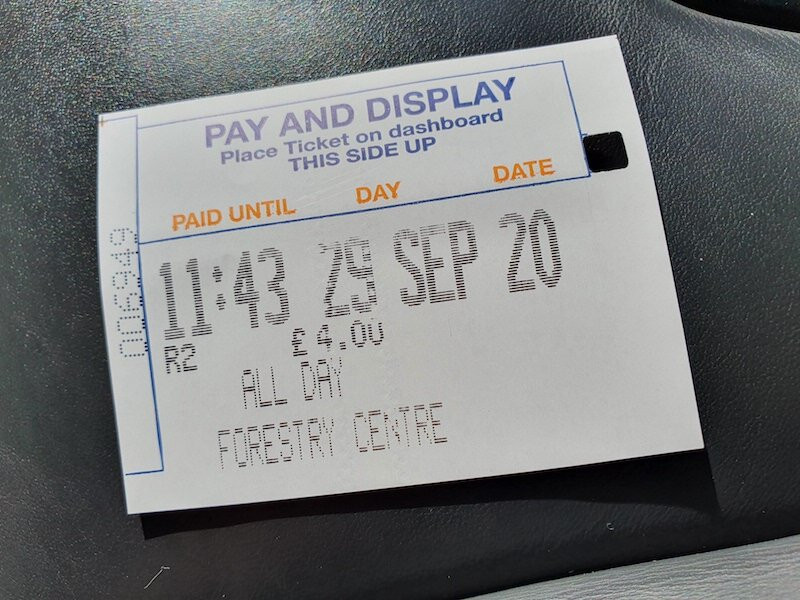 PAY AND DISPLAY
Place Ticket on dashboard
THIS SIDE UP
PAID UNTIL DAY DATE
11:43 29 SEP 20
R2 £4.00
ALL DAY
FORESTRY CENTRE
006949